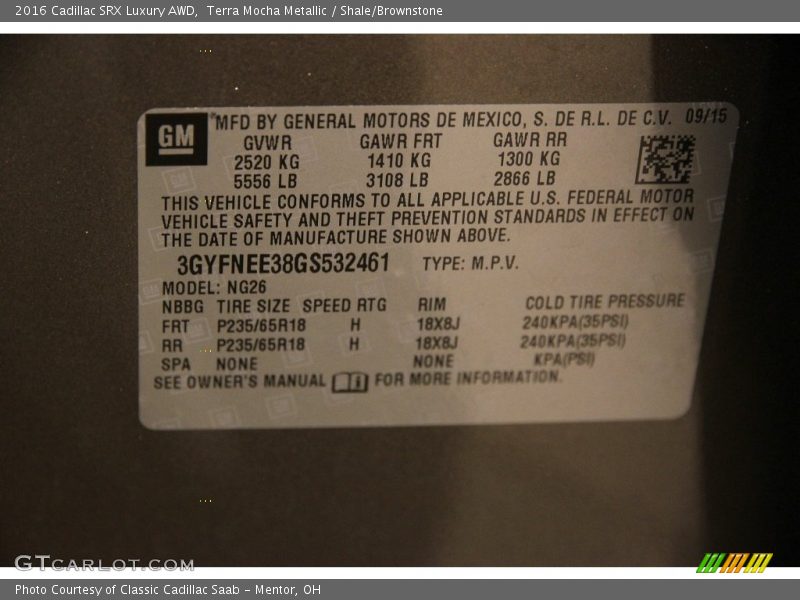 2016 Cadillac SRX Luxury AWD, Terra Mocha Metallic / Shale/Brownstone
GM
MFD BY GENERAL MOTORS DE MEXICO, S. DE R.L. DE C.V. 09/15
GVWR GAWR FRT GAWR RR
2520 KG 1410 KG 1300 KG
5556 LB 3108 LB 2866 LB
THIS VEHICLE CONFORMS TO ALL APPLICABLE U.S. FEDERAL MOTOR
VEHICLE SAFETY AND THEFT PREVENTION STANDARDS IN EFFECT ON
THE DATE OF MANUFACTURE SHOWN ABOVE.
3GYFNEE38GS532461 TYPE: M.P.V.
MODEL: NG26
NBBG TIRE SIZE SPEED RTG RIM COLD TIRE PRESSURE
FRT P235/65R18 H 18X8J 240KPA(35PSI)
RR P235/65R18 H 18X8J 240KPA(35PSI)
SPA NONE NONE KPA(PSI)
SEE OWNER'S MANUAL FOR MORE INFORMATION.
GTCARLOT.COM
Photo Courtesy of Classic Cadillac Saab - Mentor, OH